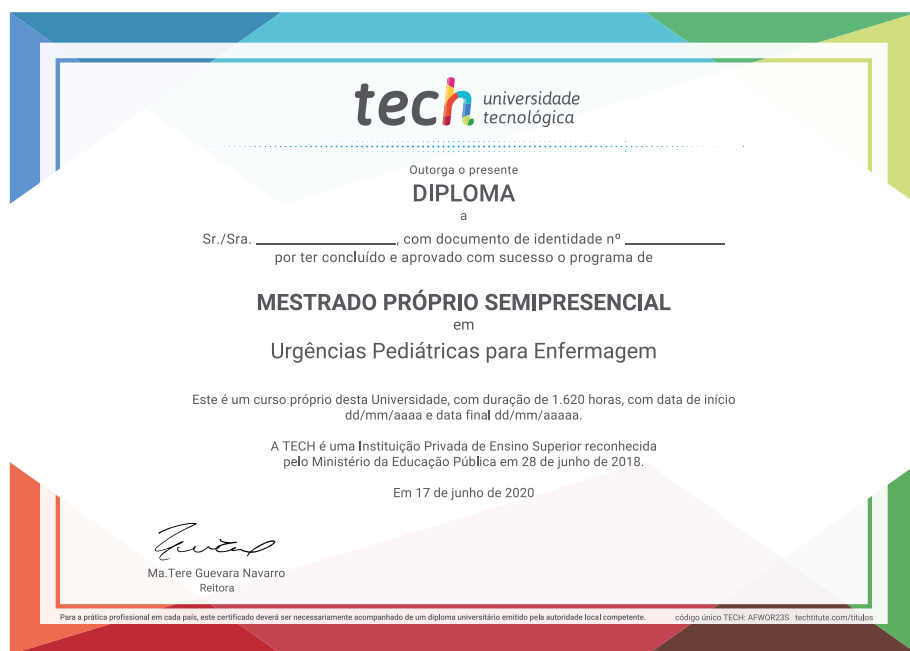 tech universidade
tecnológica
Outorga o presente
DIPLOMA
a
Sr./Sra. ____________, com documento de identidade nº ____________
por ter concluído e aprovado com sucesso o programa de
MESTRADO PRÓPRIO SEMIPRESENCIAL
em
Urgências Pediátricas para Enfermagem
Este é um curso próprio desta Universidade, com duração de 1.620 horas, com data de início
dd/mm/aaaa e data final dd/mm/aaaaa.
A TECH é uma Instituição Privada de Ensino Superior reconhecida
pelo Ministério da Educação Pública em 28 de junho de 2018.
Em 17 de junho de 2020
Ma.Tere Guevara Navarro
Reitora
Para a prática profissional em cada país, este certificado deverá ser necessariamente acompanhado de um diploma universitário emitido pela autoridade local competente. código único TECH: AFWOR23S techtitute.com/titulos